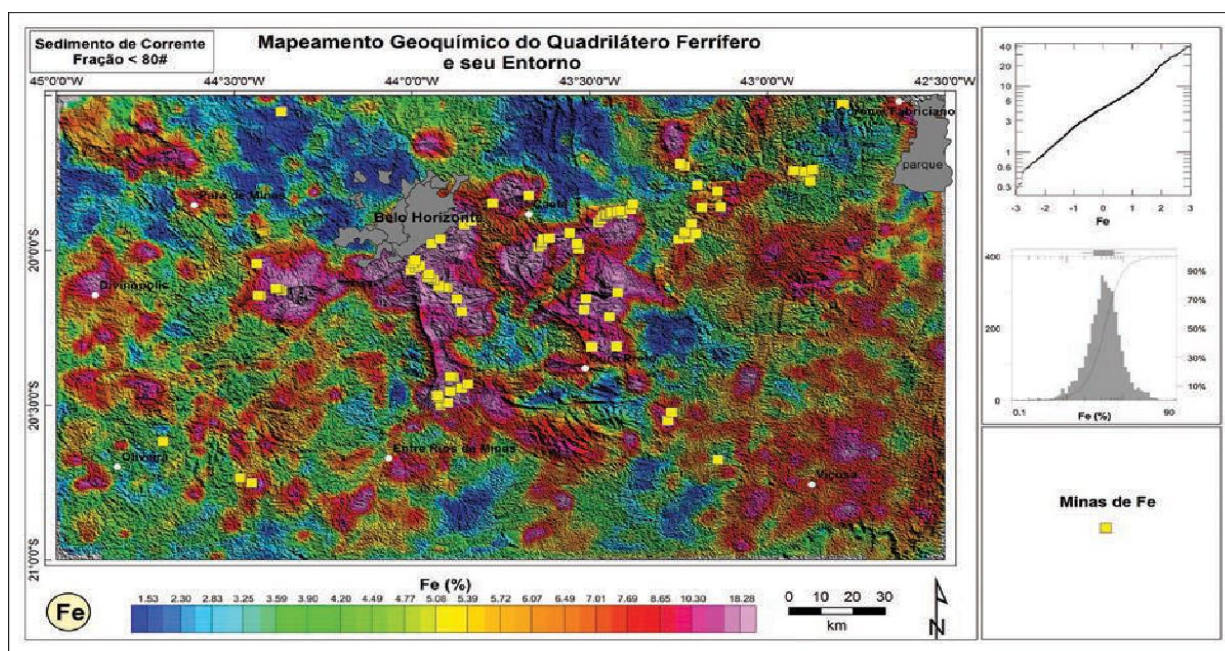 Sedimento de Corrente
Fração < 80#
Mapeamento Geoquímico do Quadrilátero Ferrífero
e seu Entorno
45°0'0"W 44°30'0"W 44°0'0"W 43°30'0"W 43°0'0"W 42°30'0"W
Fabriciano
parque
Pará de Minas
Belo Horizonte
20°0'0"S
Divinópolis
Ouro Preto
20°30'0"S
Oliveira
Entre Rios de Minas
Viçosa
21°0'0"S
Fe (%)
Fe
1.53 2.30 2.83 3.25 3.59 3.90 4.20 4.49 4.77 5.08 5.39 5.72 6.07 6.49 7.01 7.69 8.65 10.30 18.28
0 10 20 30
km
N
40
20
10
6
3
1
0.6
0.3
-3 -2 -1 0 1 2 3
Fe
400
200
0
90%
70%
50%
30%
10%
0.1 90
Fe (%)
Minas de Fe